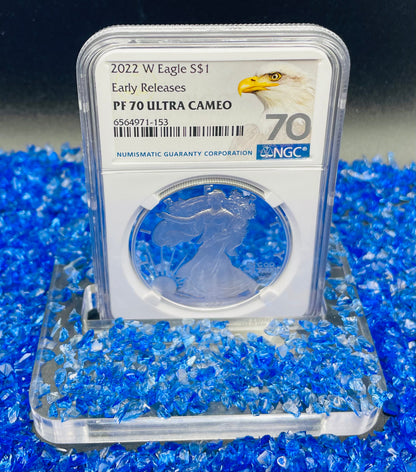 2022 W Eagle S$1
Early Releases
PF 70 ULTRA CAMEO
6564971-153
70
NUMISMATIC GUARANTY CORPORATION
NGC